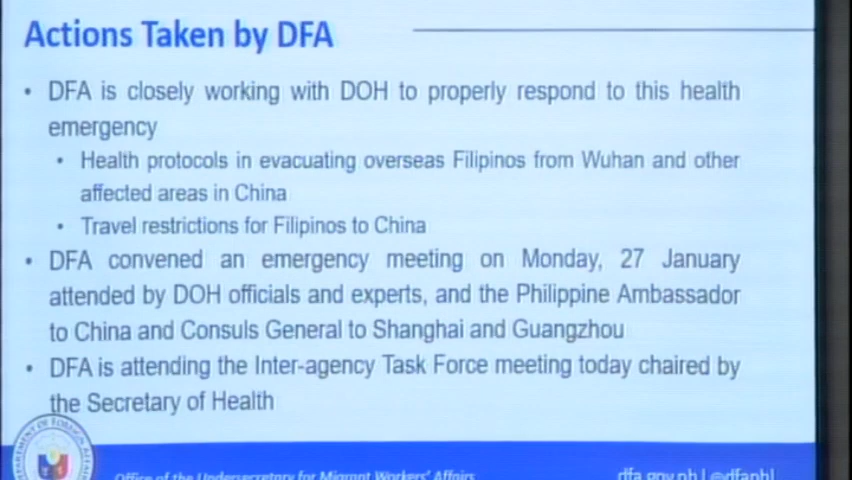 Actions Taken by DFA
• DFA is closely working with DOH to properly respond to this health
emergency
• Health protocols in evacuating overseas Filipinos from Wuhan and other
affected areas in China
• Travel restrictions for Filipinos to China
• DFA convened an emergency meeting on Monday, 27 January
attended by DOH officials and experts, and the Philippine Ambassador
to China and Consuls General to Shanghai and Guangzhou
• DFA is attending the Inter-agency Task Force meeting today chaired by
the Secretary of Health
DEPARTMENT OF FOREIGN AFFAIRS
Office of the Undersecretary for Migrant Workers' Affairs
dfa.gov.ph | @dfaphl